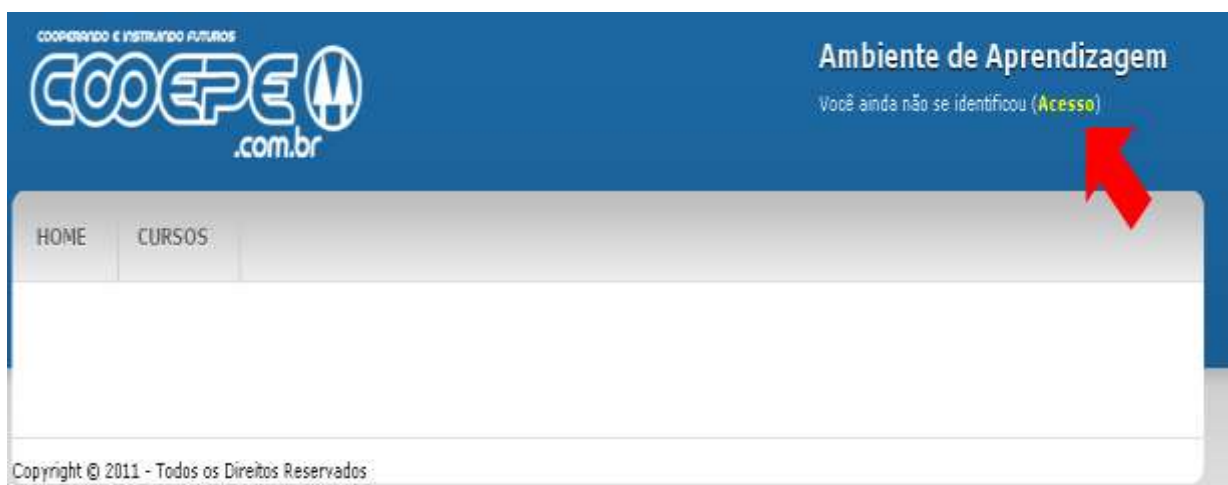 COOPERANDO E INSTRUINDO FUTUROS
COOEPE
.com.br
Ambiente de Aprendizagem
Você ainda não se identificou (Acesso)
HOME CURSOS
Copyright © 2011 - Todos os Direitos Reservados